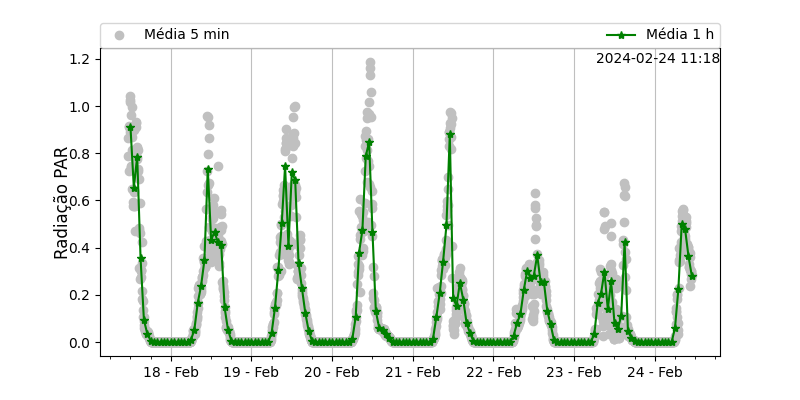 Média 5 min
Média 1 h
2024-02-24 11:18
Radiação PAR
1.2
1.0
0.8
0.6
0.4
0.2
0.0
18 - Feb
19 - Feb
20 - Feb
21 - Feb
22 - Feb
23 - Feb
24 - Feb